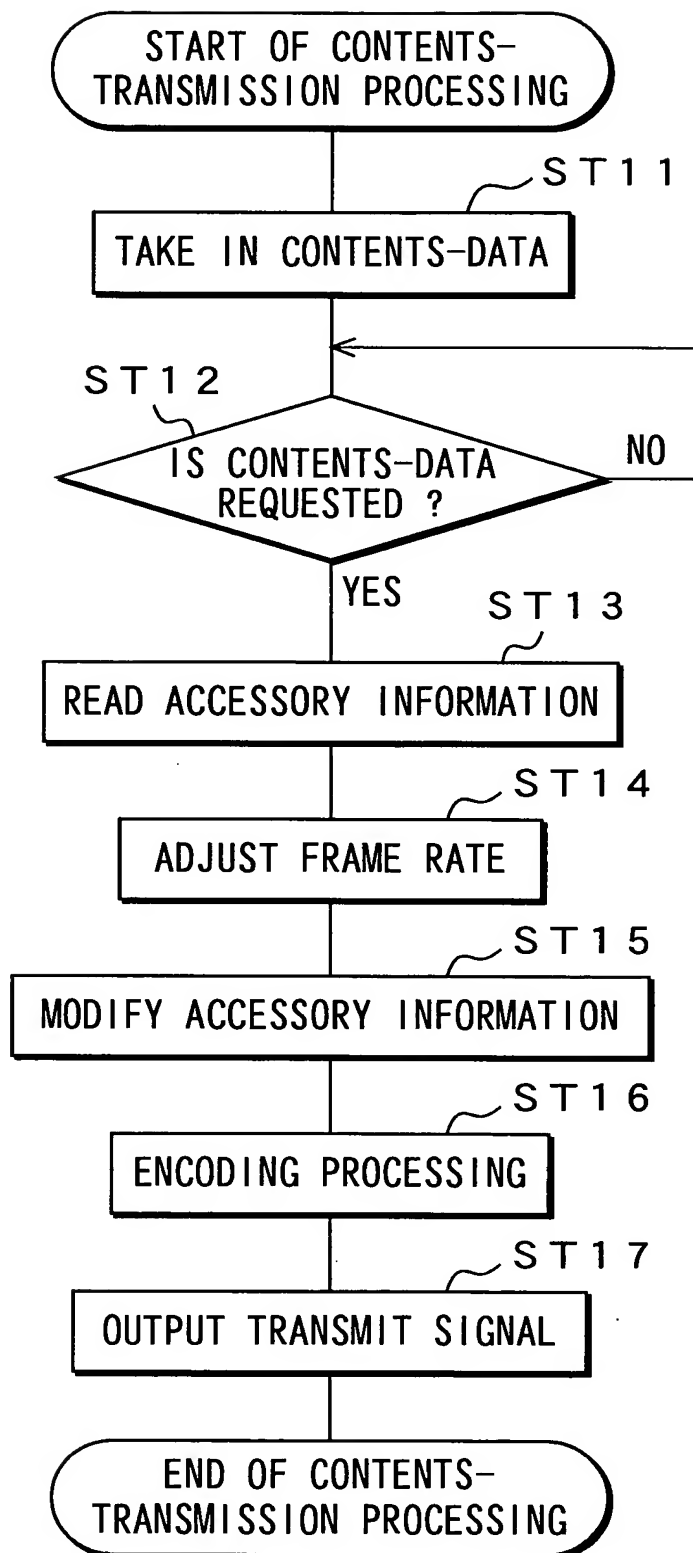 START OF CONTENTS-
TRANSMISSION PROCESSING
ST11
TAKE IN CONTENTS-DATA
ST12
IS CONTENTS-DATA
REQUESTED ?
NO
YES
ST13
READ ACCESSORY INFORMATION
ST14
ADJUST FRAME RATE
ST15
MODIFY ACCESSORY INFORMATION
ST16
ENCODING PROCESSING
ST17
OUTPUT TRANSMIT SIGNAL
END OF CONTENTS-
TRANSMISSION PROCESSING